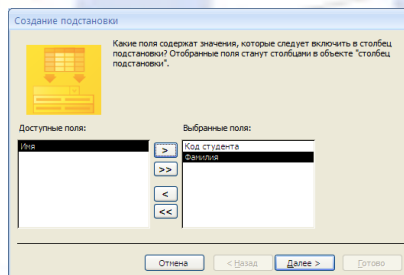 Создание подстановки
Какие поля содержат значения, которые следует включить в столбец
подстановки? Отобранные поля станут столбцами в объекте "столбец
подстановки".
Доступные поля:
Выбранные поля:
Имя
Код студента
Фамилия
>
>>
<
<<
Отмена
< Назад
Далее >
Готово